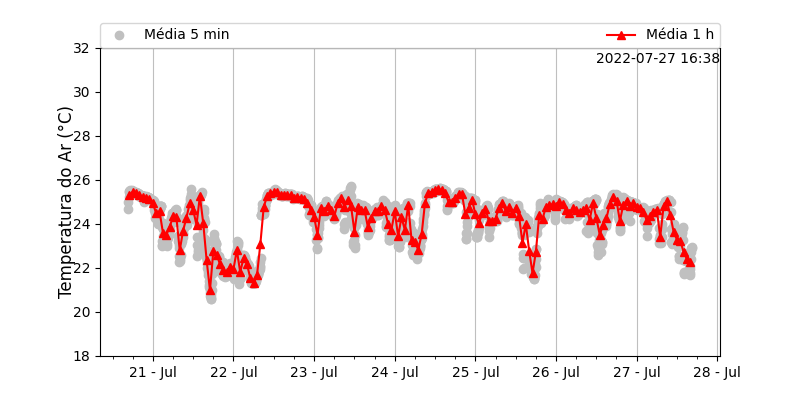 Média 5 min
Média 1 h
2022-07-27 16:38
Temperatura do Ar (°C)
32
30
28
26
24
22
20
18
21 - Jul
22 - Jul
23 - Jul
24 - Jul
25 - Jul
26 - Jul
27 - Jul
28 - Jul